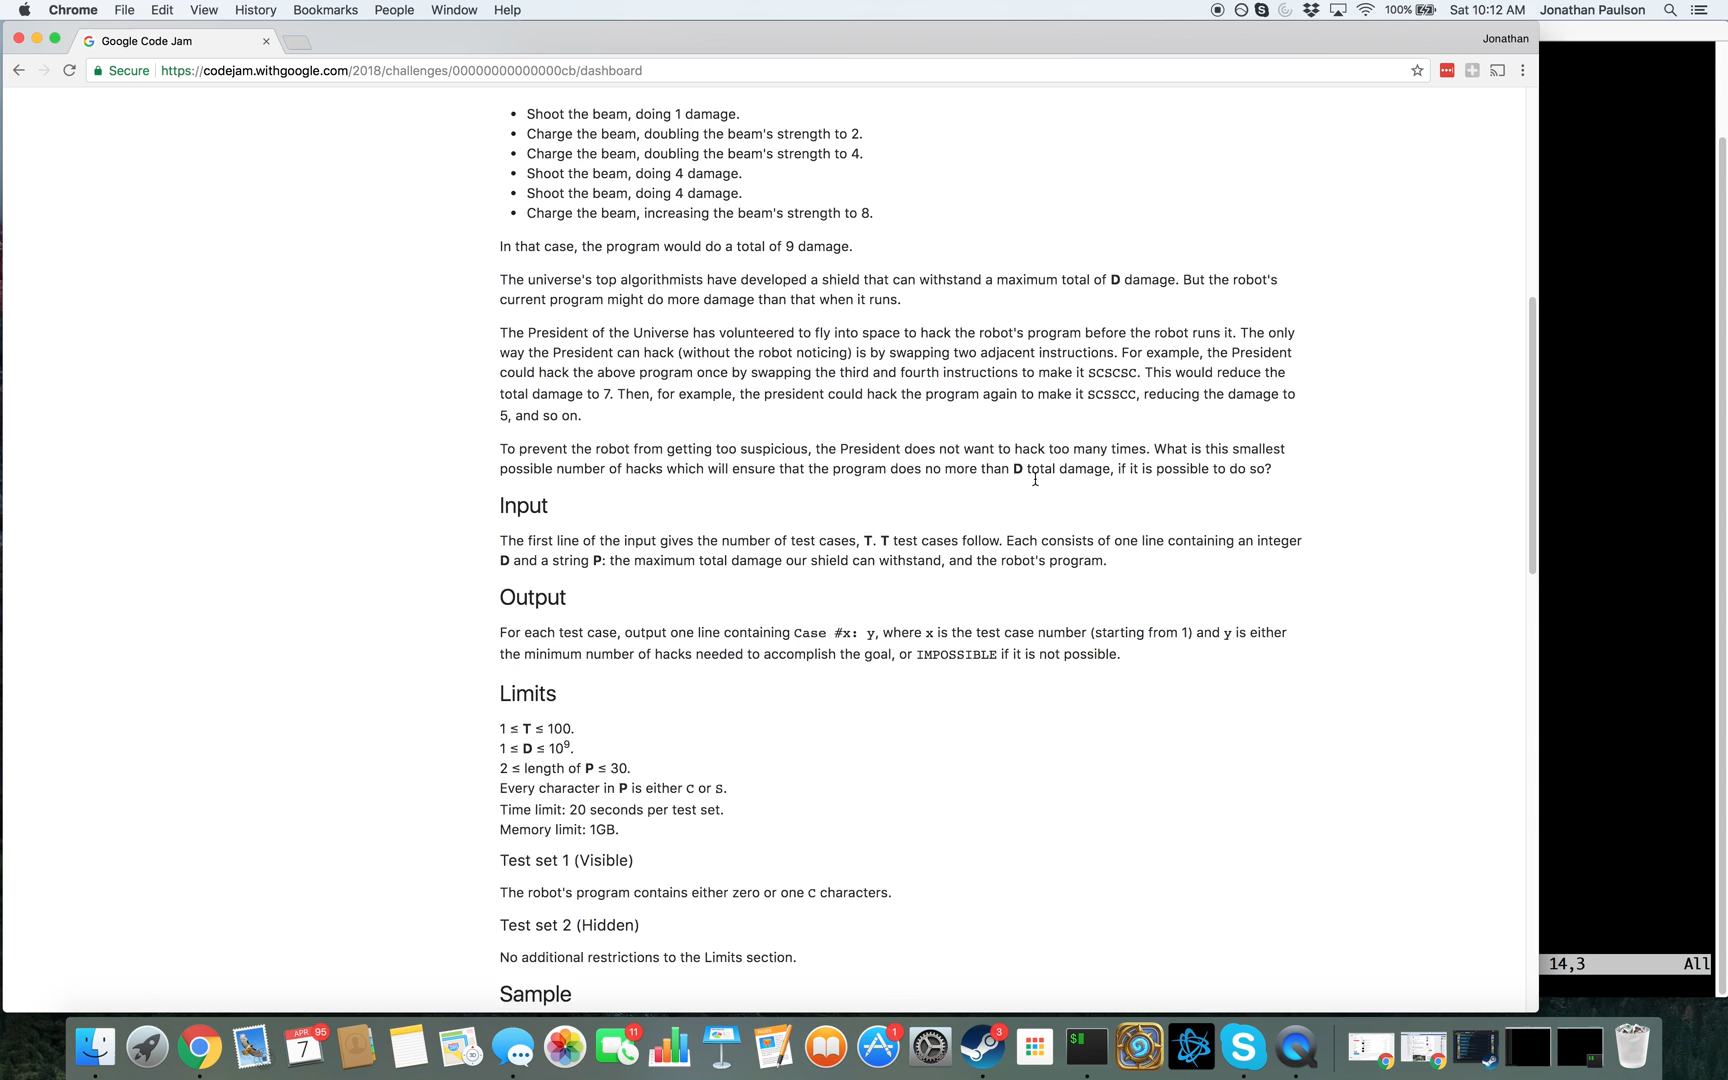 Chrome File Edit View History Bookmarks People Window Help 100% Sat 10:12 AM Jonathan Paulson
Google Code Jam
Jonathan
Secure https://codejam.withgoogle.com/2018/challenges/00000000000000cb/dashboard
• Shoot the beam, doing 1 damage.
• Charge the beam, doubling the beam's strength to 2.
• Charge the beam, doubling the beam's strength to 4.
• Shoot the beam, doing 4 damage.
• Shoot the beam, doing 4 damage.
• Charge the beam, increasing the beam's strength to 8.
In that case, the program would do a total of 9 damage.
The universe's top algorithmists have developed a shield that can withstand a maximum total of D damage. But the robot's
current program might do more damage than that when it runs.
The President of the Universe has volunteered to fly into space to hack the robot's program before the robot runs it. The only
way the President can hack (without the robot noticing) is by swapping two adjacent instructions. For example, the President
could hack the above program once by swapping the third and fourth instructions to make it SCSCSC. This would reduce the
total damage to 7. Then, for example, the president could hack the program again to make it SCSSCC, reducing the damage to
5, and so on.
To prevent the robot from getting too suspicious, the President does not want to hack too many times. What is this smallest
possible number of hacks which will ensure that the program does no more than D total damage, if it is possible to do so?
Input
The first line of the input gives the number of test cases, T. T test cases follow. Each consists of one line containing an integer
D and a string P: the maximum total damage our shield can withstand, and the robot's program.
Output
For each test case, output one line containing Case #x: y, where x is the test case number (starting from 1) and y is either
the minimum number of hacks needed to accomplish the goal, or IMPOSSIBLE if it is not possible.
Limits
1 ≤ T ≤ 100.
1 ≤ D ≤ 10⁹.
2 ≤ length of P ≤ 30.
Every character in P is either C or S.
Time limit: 20 seconds per test set.
Memory limit: 1GB.
Test set 1 (Visible)
The robot's program contains either zero or one C characters.
Test set 2 (Hidden)
No additional restrictions to the Limits section.
14,3 All
Sample
APR 95 7 11 1 3 $